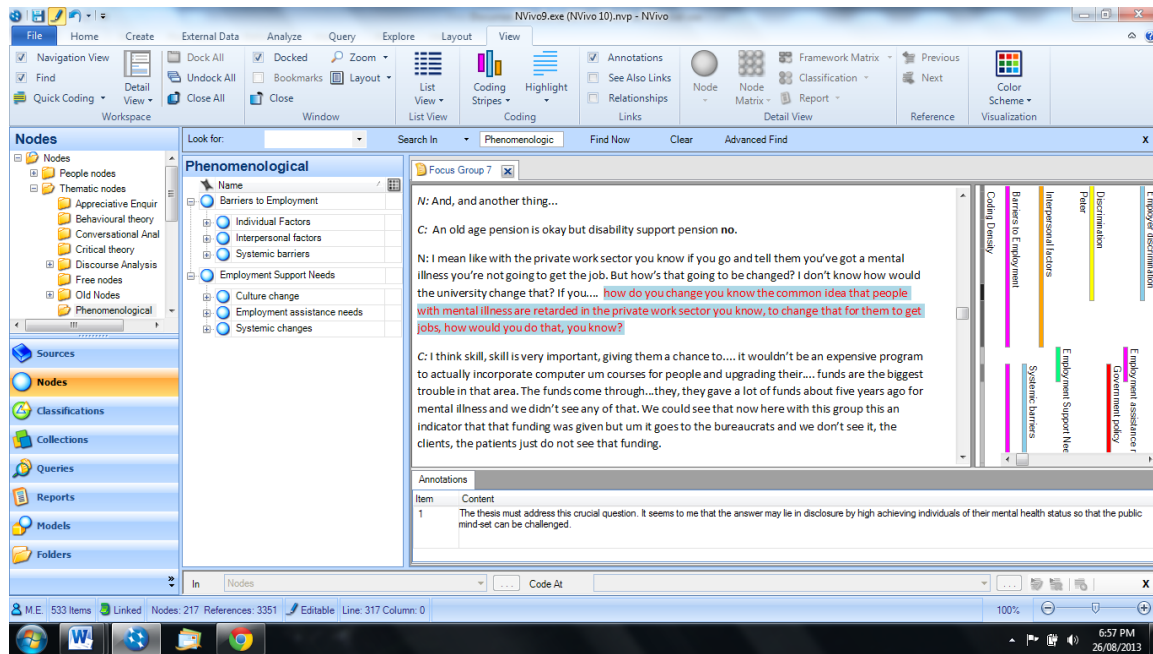 NVivo9.exe (NVivo 10).nvp - NVivo
File Home Create External Data Analyze Query Explore Layout View
Navigation View
Find
Quick Coding
Detail View
Workspace
Dock All
Undock All
Close All
Docked
Bookmarks
Close
Zoom
Layout
Window
List View
List View
Coding Stripes
Highlight
Coding
Annotations
See Also Links
Relationships
Links
Node
Node Matrix
Framework Matrix
Classification
Report
Detail View
Previous
Next
Reference
Color Scheme
Visualization
Nodes
Nodes
People nodes
Thematic nodes
Appreciative Enquir
Behavioural theory
Conversational Anal
Critical theory
Discourse Analysis
Free nodes
Old Nodes
Phenomenological
Sources
Nodes
Classifications
Collections
Queries
Reports
Models
Folders
Look for: Search In Phenomenologic Find Now Clear Advanced Find x
Phenomenological
Name
Barriers to Employment
Individual Factors
Interpersonal factors
Systemic barriers
Employment Support Needs
Culture change
Employment assistance needs
Systemic changes
Focus Group 7
N: And, and another thing...
C: An old age pension is okay but disability support pension no.
N: I mean like with the private work sector you know if you go and tell them you've got a mental
illness you're not going to get the job. But how's that going to be changed? I don't know how would
the university change that? If you.... how do you change you know the common idea that people
with mental illness are retarded in the private work sector you know, to change that for them to get
jobs, how would you do that, you know?
C: I think skill, skill is very important, giving them a chance to.... it wouldn't be an expensive program
to actually incorporate computer um courses for people and upgrading their.... funds are the biggest
trouble in that area. The funds come through...they, they gave a lot of funds about five years ago for
mental illness and we didn't see any of that. We could see that now here with this group this an
indicator that that funding was given but um it goes to the bureaucrats and we don't see it, the
clients, the patients just do not see that funding.
Coding Density
Barriers to Employment
Interpersonal factors
Peter
Discrimination
Employer discrimination
Systemic barriers
Employment Support Nee
Government policy
Employment assistance r
Annotations
Item Content
1 The thesis must address this crucial question. It seems to me that the answer may lie in disclosure by high achieving individuals of their mental health status so that the public
mind-set can be challenged.
In Nodes ... Code At ... X
M.E. 533 Items Linked Nodes: 217 References: 3351 Editable Line: 317 Column: 0 100%
6:57 PM
26/08/2013